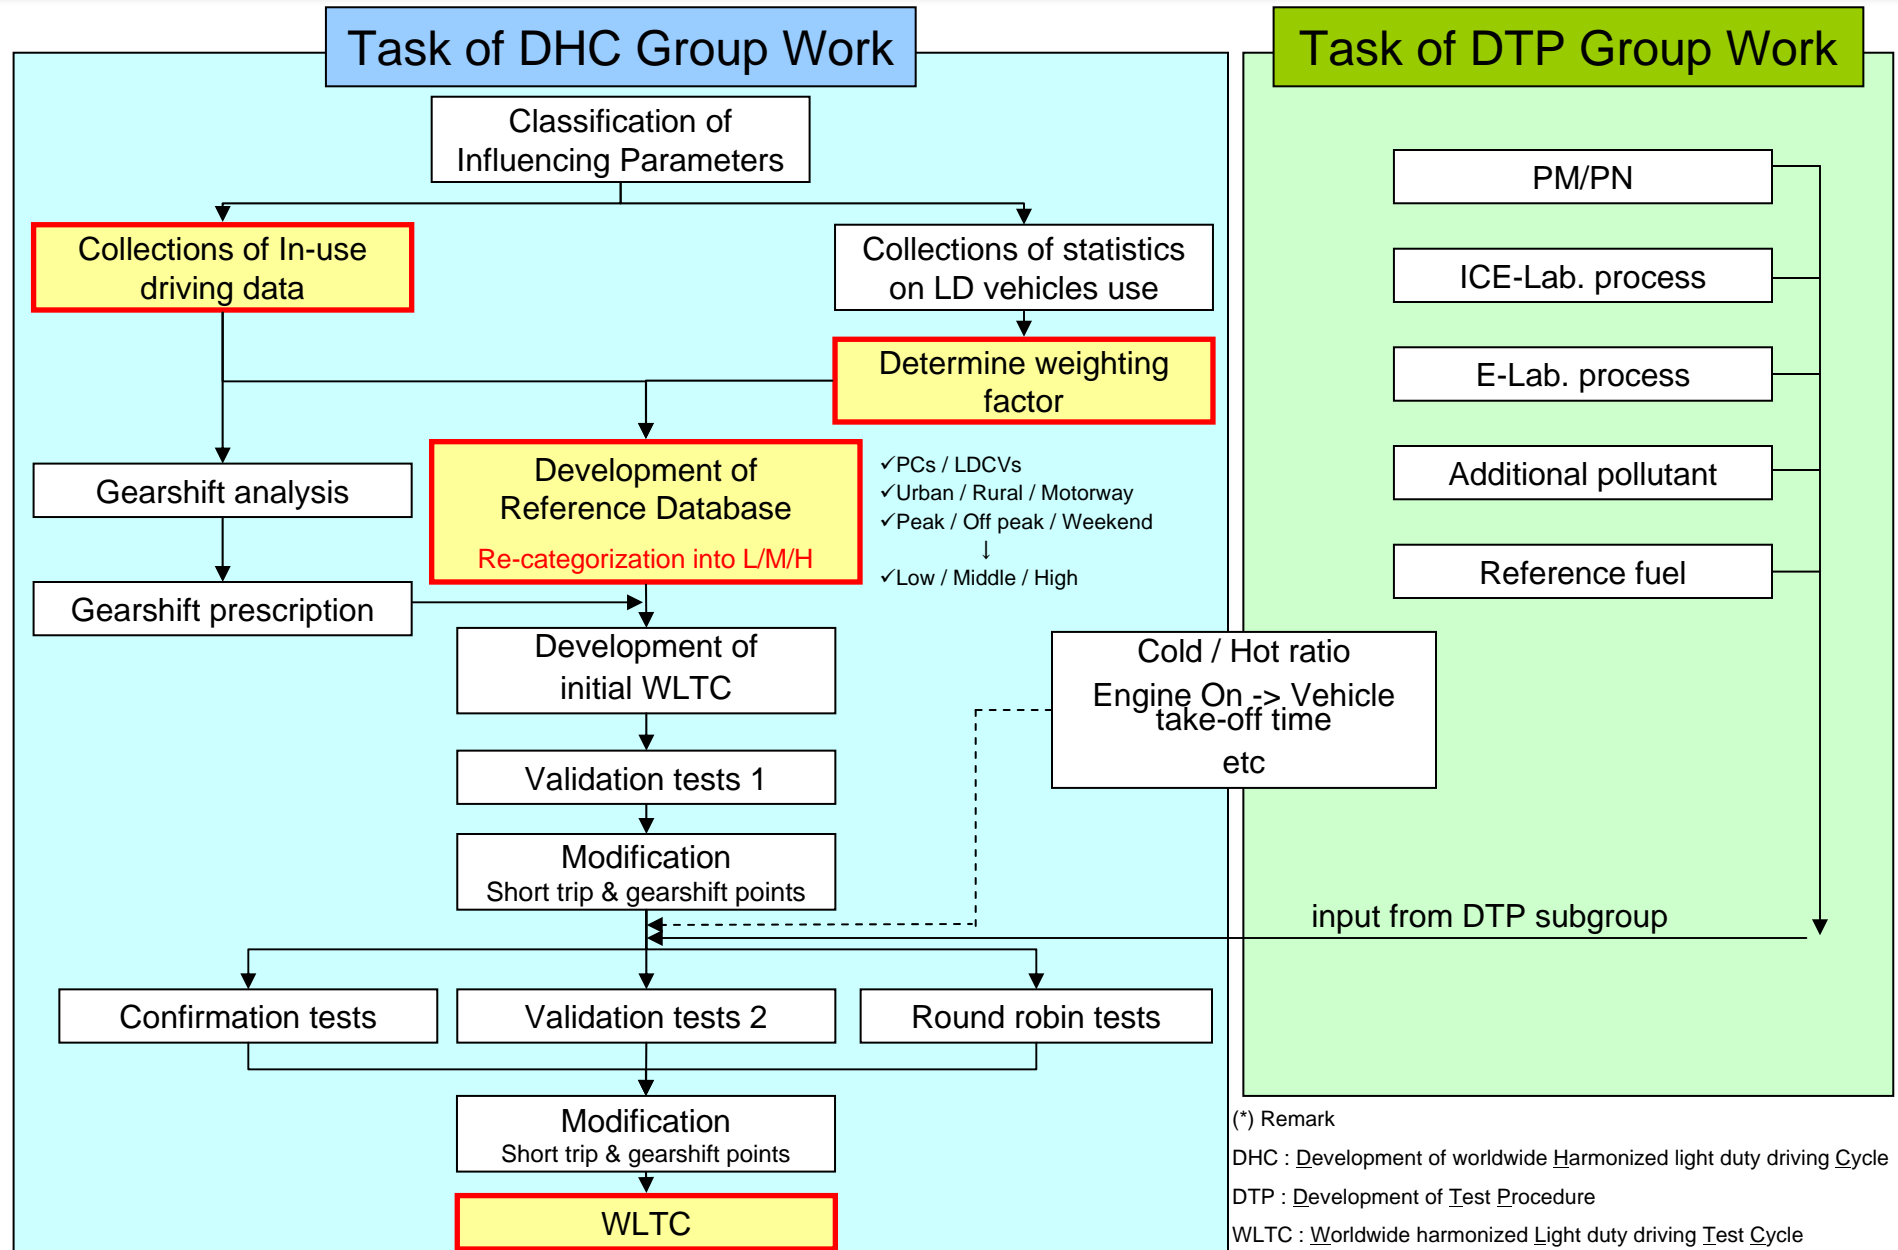 Task of DHC Group Work
Task of DTP Group Work
Classification of
Influencing Parameters
Collections of In-use
driving data
Collections of statistics
on LD vehicles use
Determine weighting
factor
Gearshift analysis
Gearshift prescription
Development of
Reference Database
Re-categorization into L/M/H
✓PCs / LDCVs
✓Urban / Rural / Motorway
✓Peak / Off peak / Weekend
↓
✓Low / Middle / High
Development of
initial WLTC
Validation tests 1
Modification
Short trip & gearshift points
Confirmation tests
Validation tests 2
Round robin tests
Modification
Short trip & gearshift points
WLTC
PM/PN
ICE-Lab. process
E-Lab. process
Additional pollutant
Reference fuel
Cold / Hot ratio
Engine On -> Vehicle
take-off time
etc
input from DTP subgroup
(*) Remark
DHC : Development of worldwide Harmonized light duty driving Cycle
DTP : Development of Test Procedure
WLTC : Worldwide harmonized Light duty driving Test Cycle